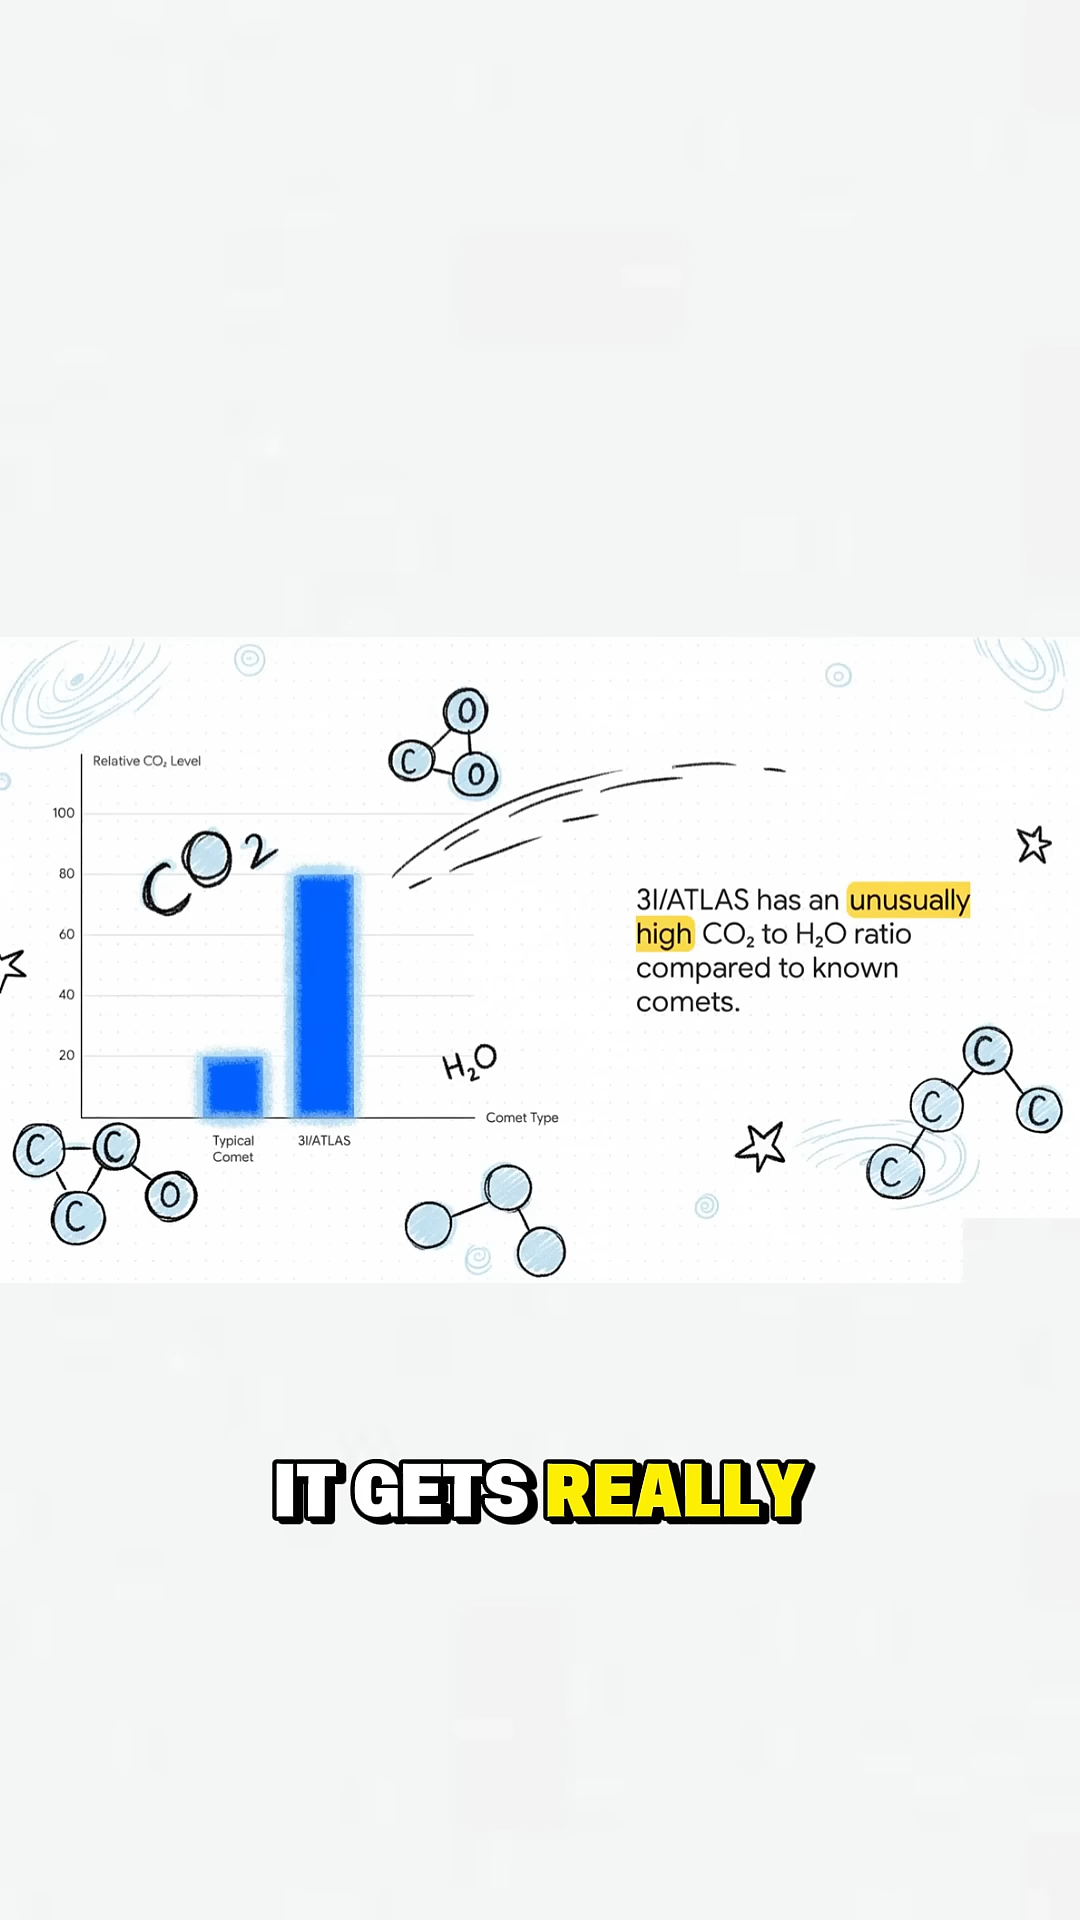 Relative CO₂ Level
100
80
60
40
20
CO2
H₂O
Typical
Comet
3I/ATLAS
Comet Type
O
C
O
3I/ATLAS has an unusually
high CO₂ to H₂O ratio
compared to known
comets.
C
C
C
C
C
C
O
C
IT GETS REALLY